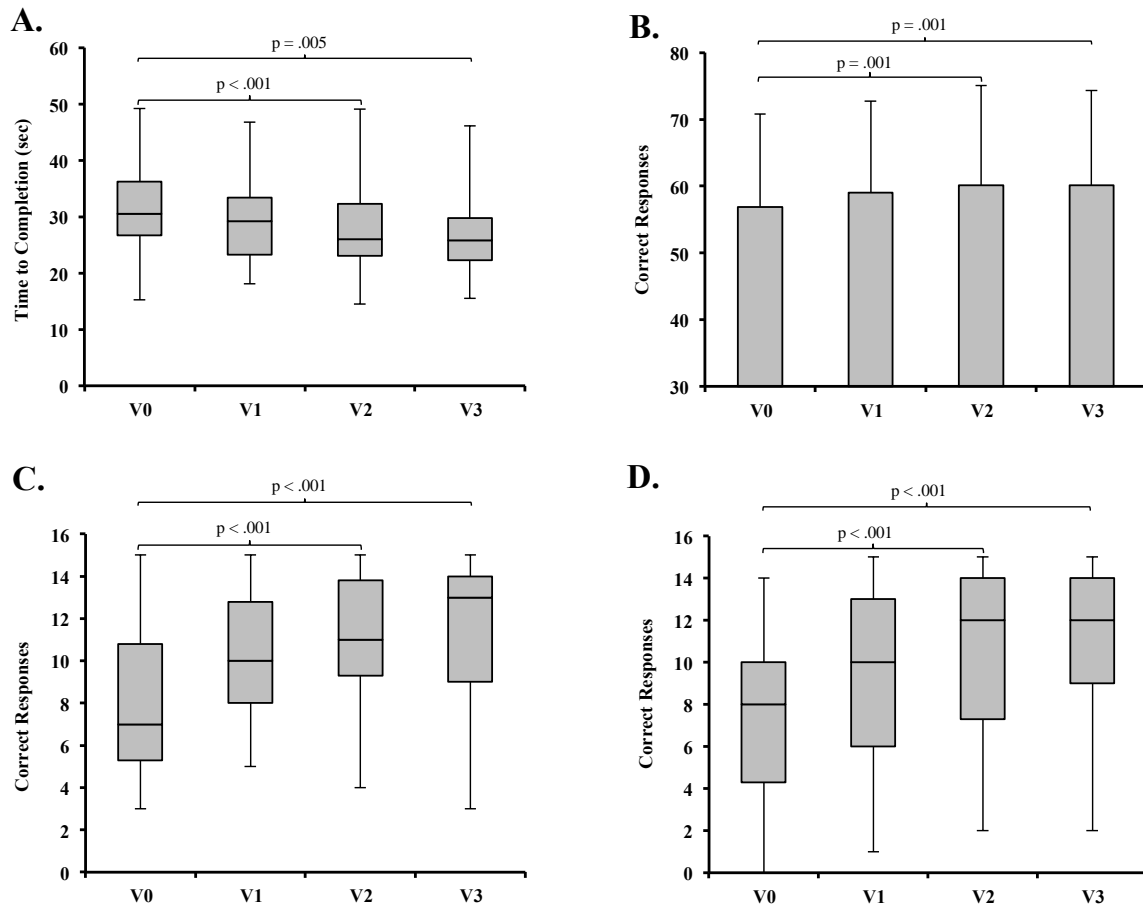 A.
p = .005
p < .001
Time to Completion (sec)
60
50
40
30
20
10
0
V0 V1 V2 V3
B.
p = .001
p = .001
Correct Responses
80
70
60
50
40
30
V0 V1 V2 V3
C.
p < .001
p < .001
Correct Responses
16
14
12
10
8
6
4
2
0
V0 V1 V2 V3
D.
p < .001
p < .001
Correct Responses
16
14
12
10
8
6
4
2
0
V0 V1 V2 V3